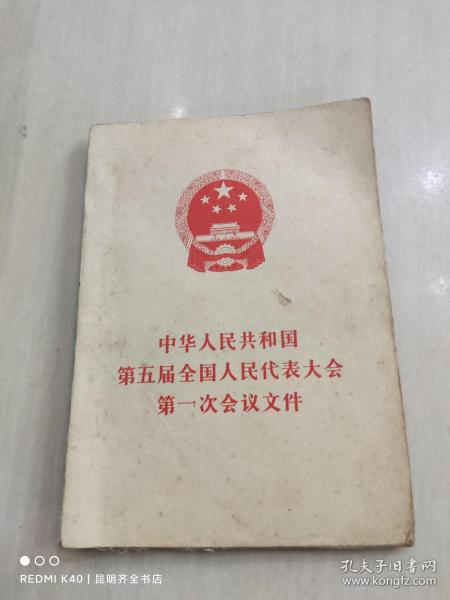 中华人民共和国
第五届全国人民代表大会
第一次会议文件
REDMI K40 | 昆明齐全书店
孔夫子旧书网
www.kongfz.com